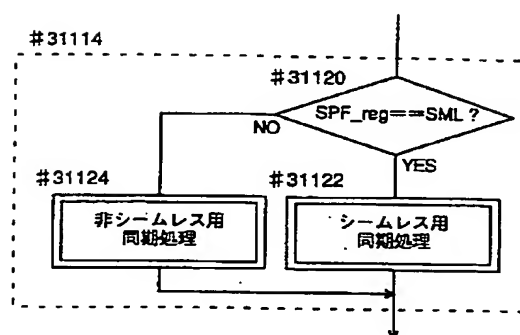 #31114
#31120
SPF_reg==SML ?
NO
YES
#31124
#31122
非シームレス用
同期処理
シームレス用
同期処理